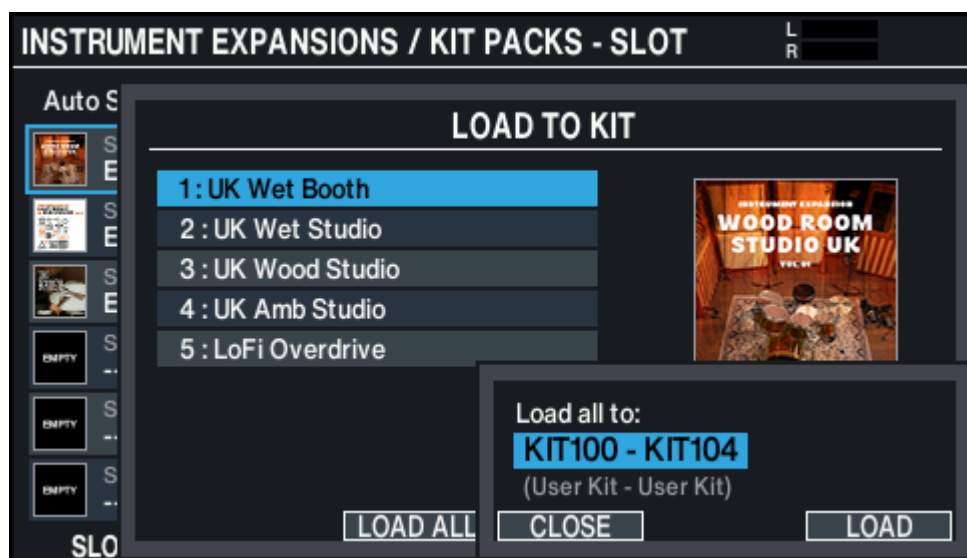 INSTRUMENT EXPANSIONS / KIT PACKS - SLOT
L
R
Auto S
LOAD TO KIT
S
E
S
E
S
E
EMPTY
S
--
EMPTY
S
--
EMPTY
S
--
SLO
1 : UK Wet Booth
2 : UK Wet Studio
3 : UK Wood Studio
4 : UK Amb Studio
5 : LoFi Overdrive
INSTRUMENT EXPANSION
WOOD ROOM
STUDIO UK
VOL. 01
Load all to:
KIT100 - KIT104
(User Kit - User Kit)
LOAD ALL
CLOSE
LOAD